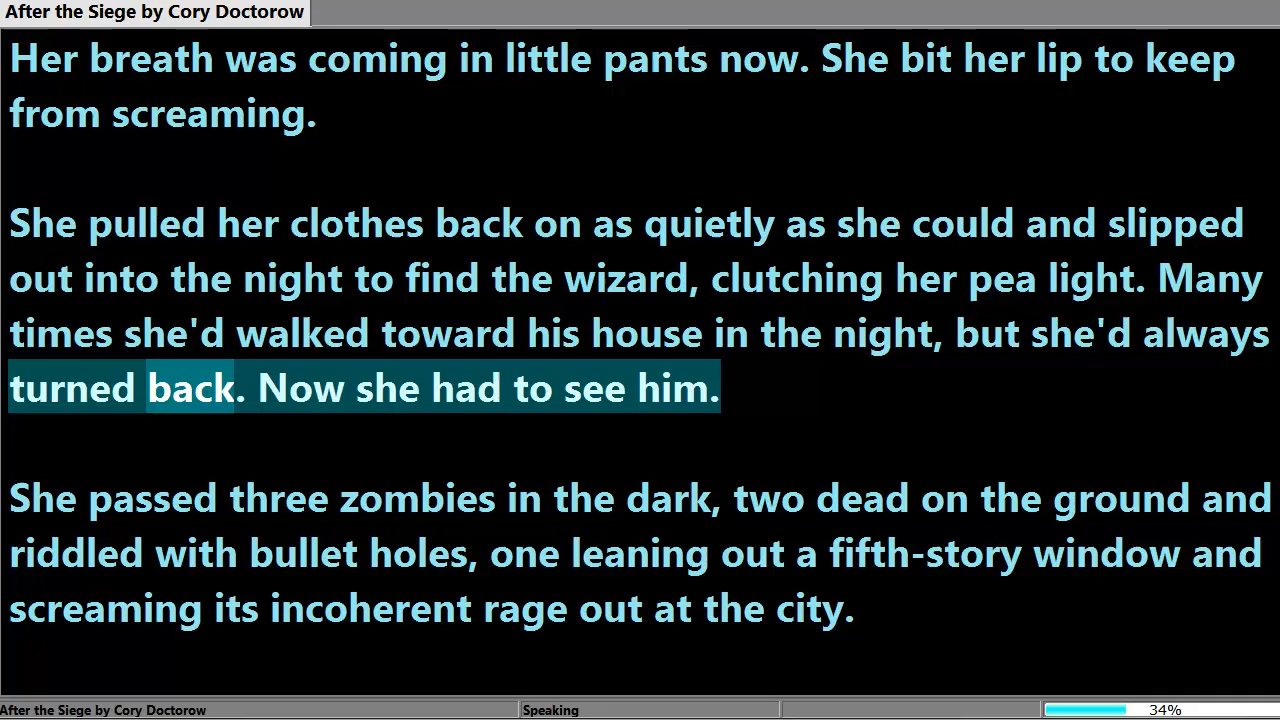 After the Siege by Cory Doctorow
Her breath was coming in little pants now. She bit her lip to keep
from screaming.
She pulled her clothes back on as quietly as she could and slipped
out into the night to find the wizard, clutching her pea light. Many
times she'd walked toward his house in the night, but she'd always
turned back. Now she had to see him.
She passed three zombies in the dark, two dead on the ground and
riddled with bullet holes, one leaning out a fifth-story window and
screaming its incoherent rage out at the city.
After the Siege by Cory Doctorow
Speaking
34%